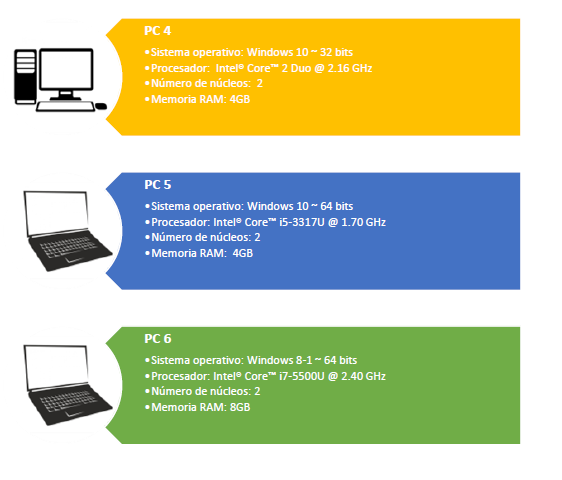 PC 4
•Sistema operativo: Windows 10 ~ 32 bits
•Procesador:  Intel® Core™ 2 Duo @ 2.16 GHz
•Número de núcleos:  2
•Memoria RAM: 4GB
PC 5
•Sistema operativo: Windows 10 ~ 64 bits
•Procesador: Intel® Core™ i5-3317U @ 1.70 GHz
•Número de núcleos: 2
•Memoria RAM:  4GB
PC 6
•Sistema operativo: Windows 8-1 ~ 64 bits
•Procesador: Intel® Core™ i7-5500U @ 2.40 GHz
•Número de núcleos: 2
•Memoria RAM: 8GB